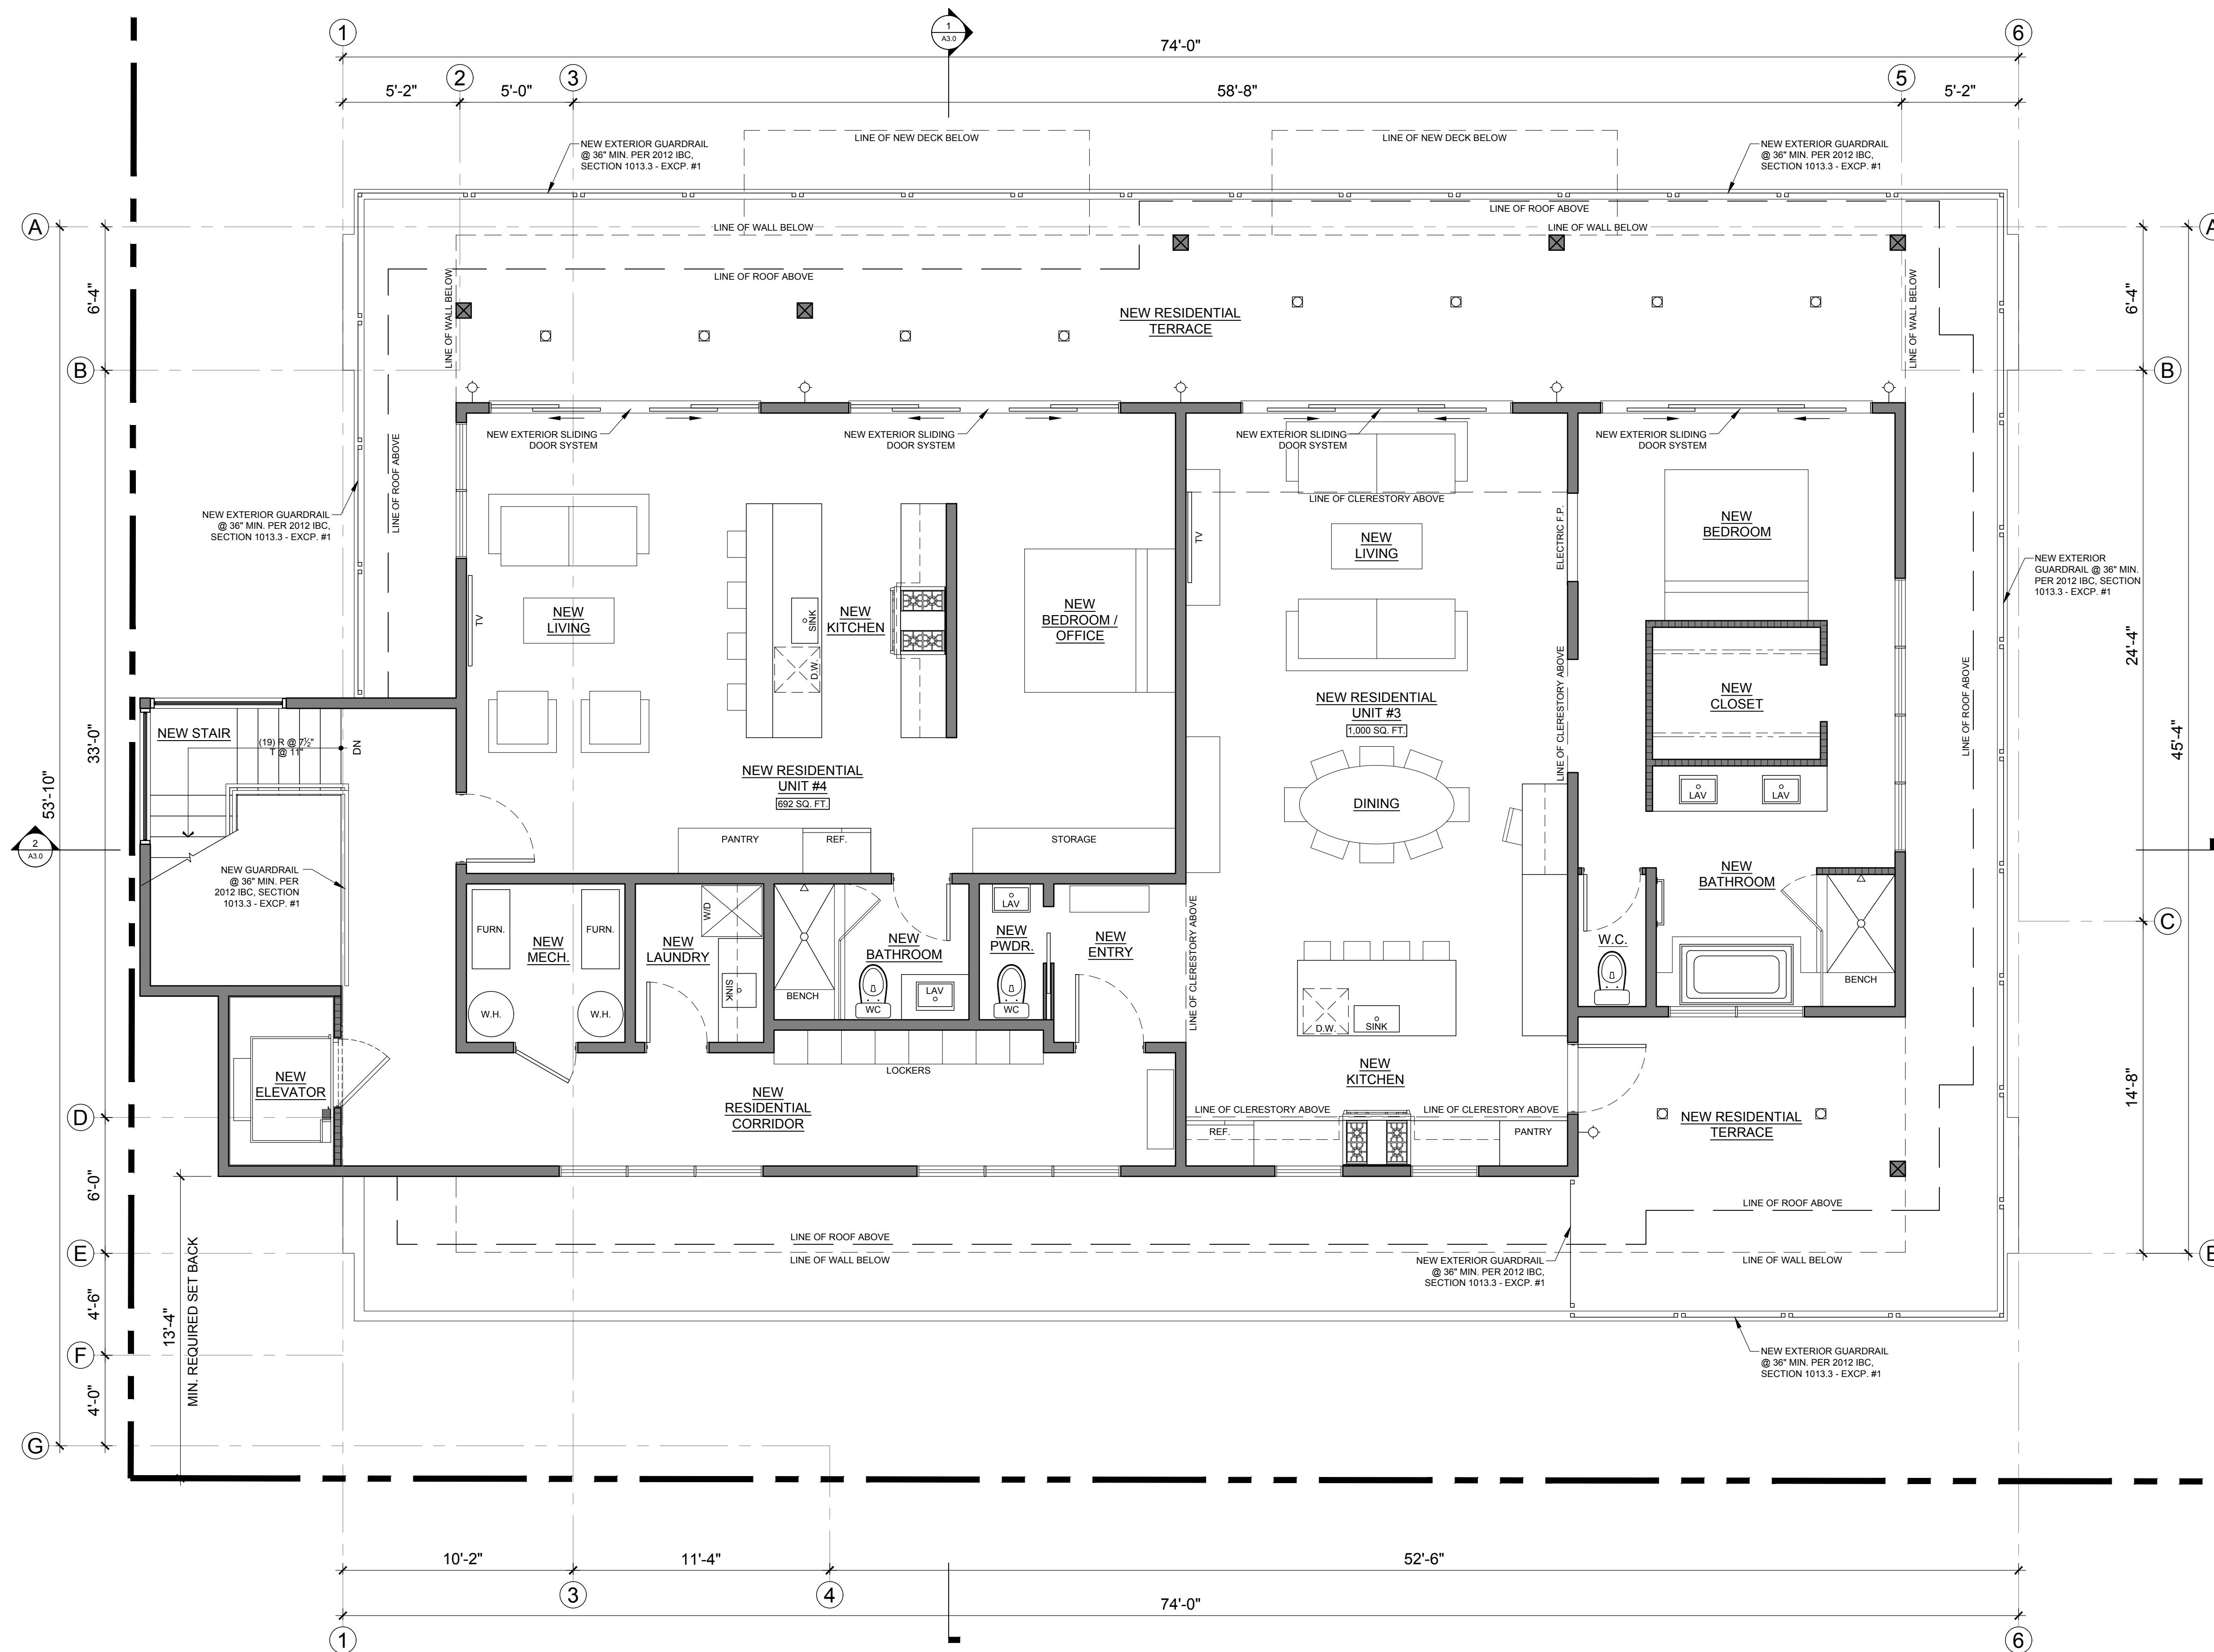 1
1
A3.0
6
74'-0"
2
3
5
5'-2"
5'-0"
58'-8"
5'-2"
LINE OF NEW DECK BELOW
LINE OF NEW DECK BELOW
NEW EXTERIOR GUARDRAIL
@ 36" MIN. PER 2012 IBC,
SECTION 1013.3 - EXCP. #1
NEW EXTERIOR GUARDRAIL
@ 36" MIN. PER 2012 IBC,
SECTION 1013.3 - EXCP. #1
LINE OF ROOF ABOVE
A
LINE OF WALL BELOW
LINE OF WALL BELOW
A
LINE OF ROOF ABOVE
6'-4"
LINE OF WALL BELOW
NEW RESIDENTIAL
TERRACE
LINE OF WALL BELOW
6'-4"
B
B
NEW EXTERIOR SLIDING
DOOR SYSTEM
NEW EXTERIOR SLIDING
DOOR SYSTEM
NEW EXTERIOR SLIDING
DOOR SYSTEM
NEW EXTERIOR SLIDING
DOOR SYSTEM
LINE OF ROOF ABOVE
LINE OF CLERESTORY ABOVE
NEW EXTERIOR GUARDRAIL
@ 36" MIN. PER 2012 IBC,
SECTION 1013.3 - EXCP. #1
TV
NEW
LIVING
ELECTRIC F.P.
NEW
BEDROOM
NEW EXTERIOR
GUARDRAIL @ 36" MIN.
PER 2012 IBC, SECTION
1013.3 - EXCP. #1
TV
NEW
LIVING
SINK
D.W.
NEW
KITCHEN
NEW
BEDROOM /
OFFICE
24'-4"
NEW RESIDENTIAL
UNIT #3
1,000 SQ. FT.
LINE OF CLERESTORY ABOVE
NEW
CLOSET
LINE OF ROOF ABOVE
NEW STAIR
(19) R @ 7½"
T @ 11"
DN
33'-0"
53'-10"
45'-4"
NEW RESIDENTIAL
UNIT #4
692 SQ. FT.
DINING
LAV
LAV
2
A3.0
PANTRY
REF.
STORAGE
NEW GUARDRAIL
@ 36" MIN. PER
2012 IBC, SECTION
1013.3 - EXCP. #1
NEW
BATHROOM
FURN.
NEW
MECH.
FURN.
W/D
NEW
LAUNDRY
SINK
NEW
BATHROOM
LAV
NEW
PWDR.
NEW
ENTRY
LINE OF CLERESTORY ABOVE
W.C.
C
BENCH
LAV
WC
WC
BENCH
W.H.
W.H.
D.W.
SINK
LOCKERS
NEW
ELEVATOR
NEW
RESIDENTIAL
CORRIDOR
NEW
KITCHEN
14'-8"
D
LINE OF CLERESTORY ABOVE
LINE OF CLERESTORY ABOVE
REF.
PANTRY
NEW RESIDENTIAL
TERRACE
6'-0"
LINE OF ROOF ABOVE
LINE OF ROOF ABOVE
E
LINE OF WALL BELOW
NEW EXTERIOR GUARDRAIL
@ 36" MIN. PER 2012 IBC,
SECTION 1013.3 - EXCP. #1
LINE OF WALL BELOW
4'-6"
13'-4"
MIN. REQUIRED SET BACK
F
NEW EXTERIOR GUARDRAIL
@ 36" MIN. PER 2012 IBC,
SECTION 1013.3 - EXCP. #1
4'-0"
G
10'-2"
11'-4"
52'-6"
3
4
74'-0"
1
6